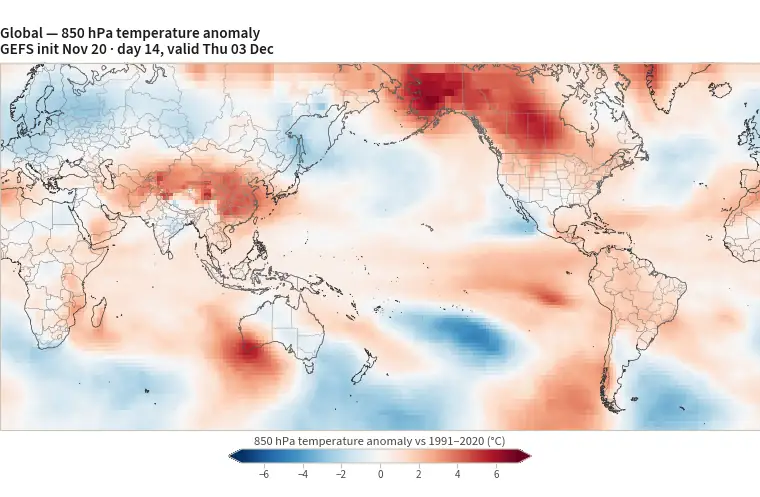 Global — 850 hPa temperature anomaly
GEFS init Nov 20 · day 14, valid Thu 03 Dec
850 hPa temperature anomaly vs 1991–2020 (°C)
−6 −4 −2 0 2 4 6